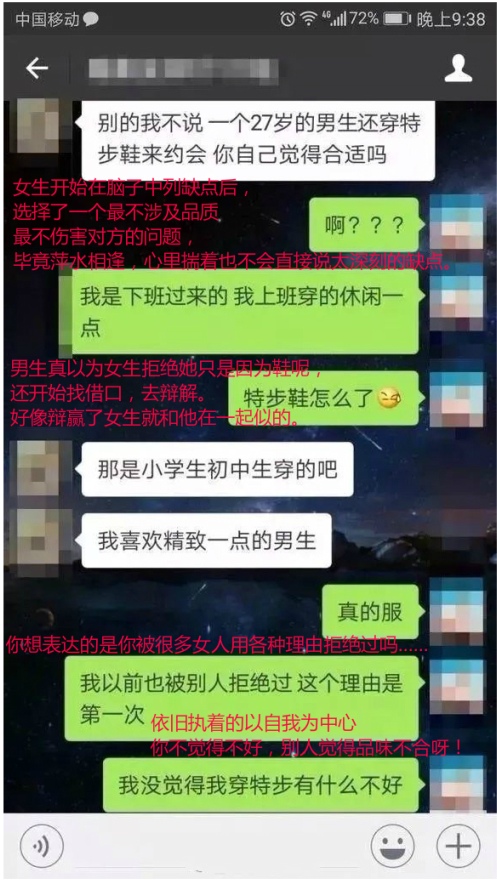 中国移动
4G
72%
晚上9:38
别的我不说 一个27岁的男生还穿特
步鞋来约会 你自己觉得合适吗
女生开始在脑子中列缺点后，
选择了一个最不涉及品质
最不伤害对方的问题，
毕竟萍水相逢，心里揣着也不会直接说太深刻的缺点。
啊？？？
我是下班过来的 我上班穿的休闲一
点
男生真以为女生拒绝她只是因为鞋呢，
还开始找借口，去辩解。
好像辩赢了女生就和他在一起似的。
特步鞋怎么了
那是小学生初中生穿的吧
我喜欢精致一点的男生
真的服
你想表达的是你被很多女人用各种理由拒绝过吗......
我以前也被别人拒绝过 这个理由是
第一次
依旧执着的以自我为中心
你不觉得不好，别人觉得品味不合呀！
我没觉得我穿特步有什么不好